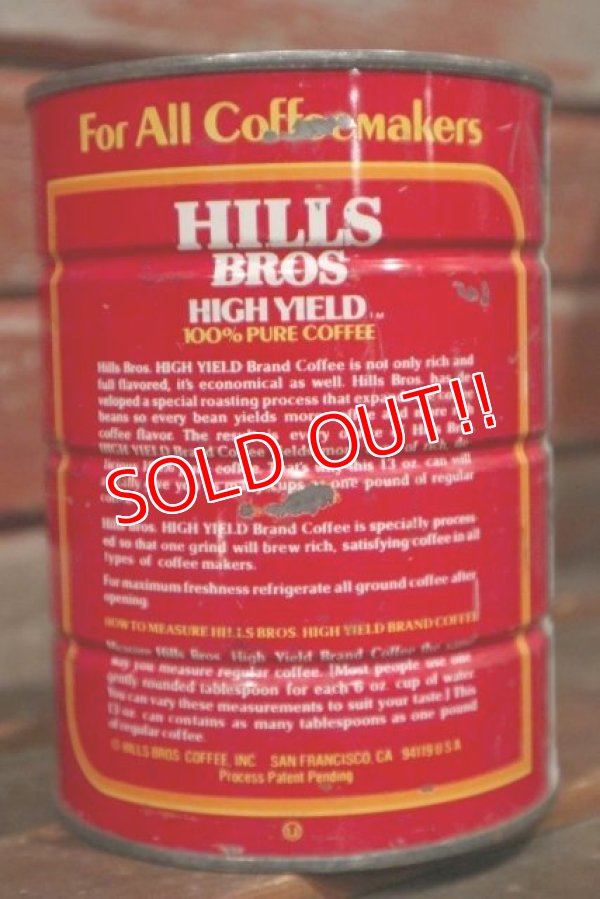 For All Coffeemakers
HILLS
BROS
HIGH YIELD
100% PURE COFFEE
Hills Bros. HIGH YIELD Brand Coffee is not only rich and
full flavored, it's economical as well. Hills Bros.
veloped a special roasting process that
beans so every bean yields more
coffee flavor. The
HIGH YIELD Brand Coffee
this 13 oz. can will
cups one pound of regular
SOLD OUT!!
Hills Bros. HIGH YIELD Brand Coffee is specially process
ed so that one grind will brew rich, satisfying coffee in all
types of coffee makers.
For maximum freshness refrigerate all ground coffee after
opening.
HOW TO MEASURE HILLS BROS. HIGH YIELD BRAND COFFEE
Measure Hills Bros. High Yield Brand Coffee the same
way you measure regular coffee. [Most people use one
gently rounded tablespoon for each 6 oz. cup of water.
You can vary these measurements to suit your taste.] This
13 oz. can contains as many tablespoons as one pound
of regular coffee.
© HILLS BROS COFFEE, INC SAN FRANCISCO, CA 94119 U S A
Process Patent Pending